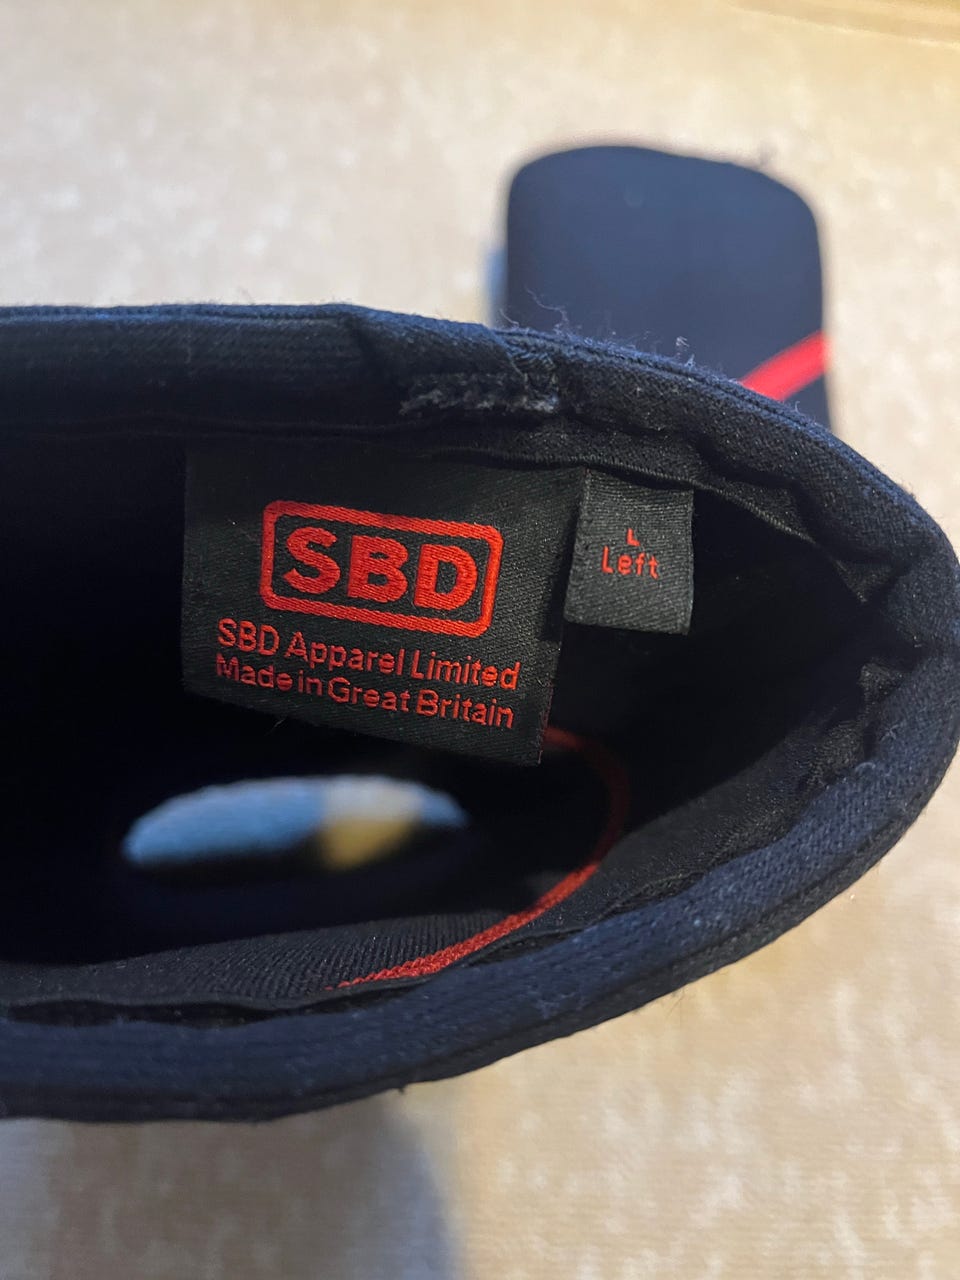 SBD
SBD Apparel Limited
Made in Great Britain
L
Left